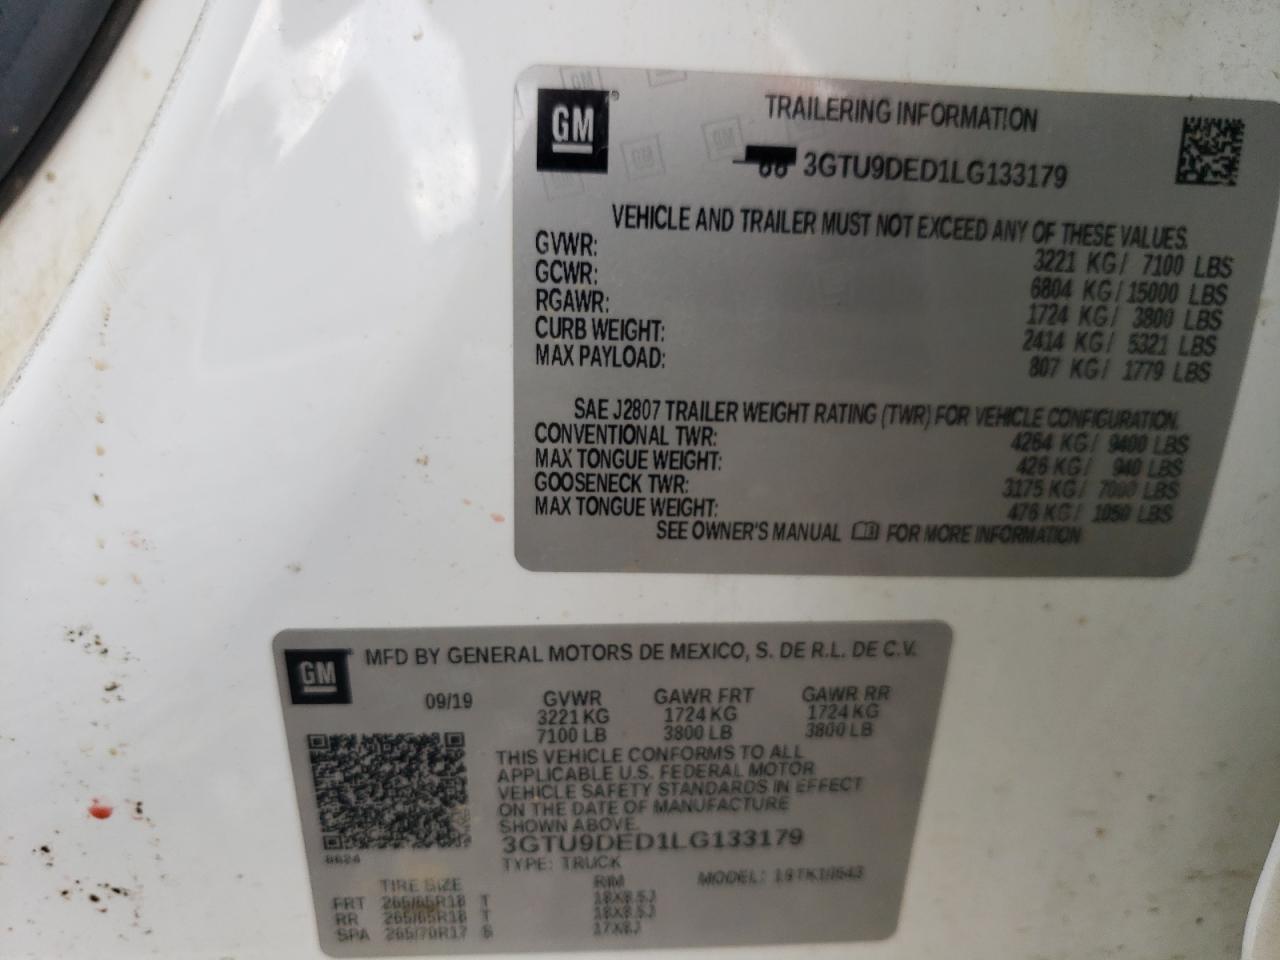 GM
TRAILERING INFORMATION
3GTU9DED1LG133179
VEHICLE AND TRAILER MUST NOT EXCEED ANY OF THESE VALUES.
GVWR: 3221 KG/ 7100 LBS
GCWR: 6804 KG/ 15000 LBS
RGAWR: 1724 KG/ 3800 LBS
CURB WEIGHT: 2414 KG/ 5321 LBS
MAX PAYLOAD: 807 KG/ 1779 LBS
SAE J2807 TRAILER WEIGHT RATING (TWR) FOR VEHICLE CONFIGURATION.
CONVENTIONAL TWR: 4264 KG/ 9400 LBS
MAX TONGUE WEIGHT: 426 KG/ 940 LBS
GOOSENECK TWR: 3175 KG/ 7000 LBS
MAX TONGUE WEIGHT: 476 KG/ 1050 LBS
SEE OWNER'S MANUAL FOR MORE INFORMATION
GM
MFD BY GENERAL MOTORS DE MEXICO, S. DE R.L. DE C.V.
09/19 GVWR GAWR FRT GAWR RR
3221 KG 1724 KG 1724 KG
7100 LB 3800 LB 3800 LB
THIS VEHICLE CONFORMS TO ALL
APPLICABLE U.S. FEDERAL MOTOR
VEHICLE SAFETY STANDARDS IN EFFECT
ON THE DATE OF MANUFACTURE
SHOWN ABOVE.
3GTU9DED1LG133179
TYPE: TRUCK
MODEL:
TIRE SIZE RIM
FRT 265/65R18 T 18X8.5J
RR 265/65R18 T 18X8.5J
SPA 265/70R17 S 17X8J